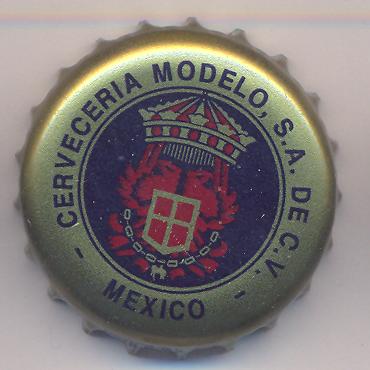 - CERVECERIA MODELO, S.A. DE C.V. -
MEXICO